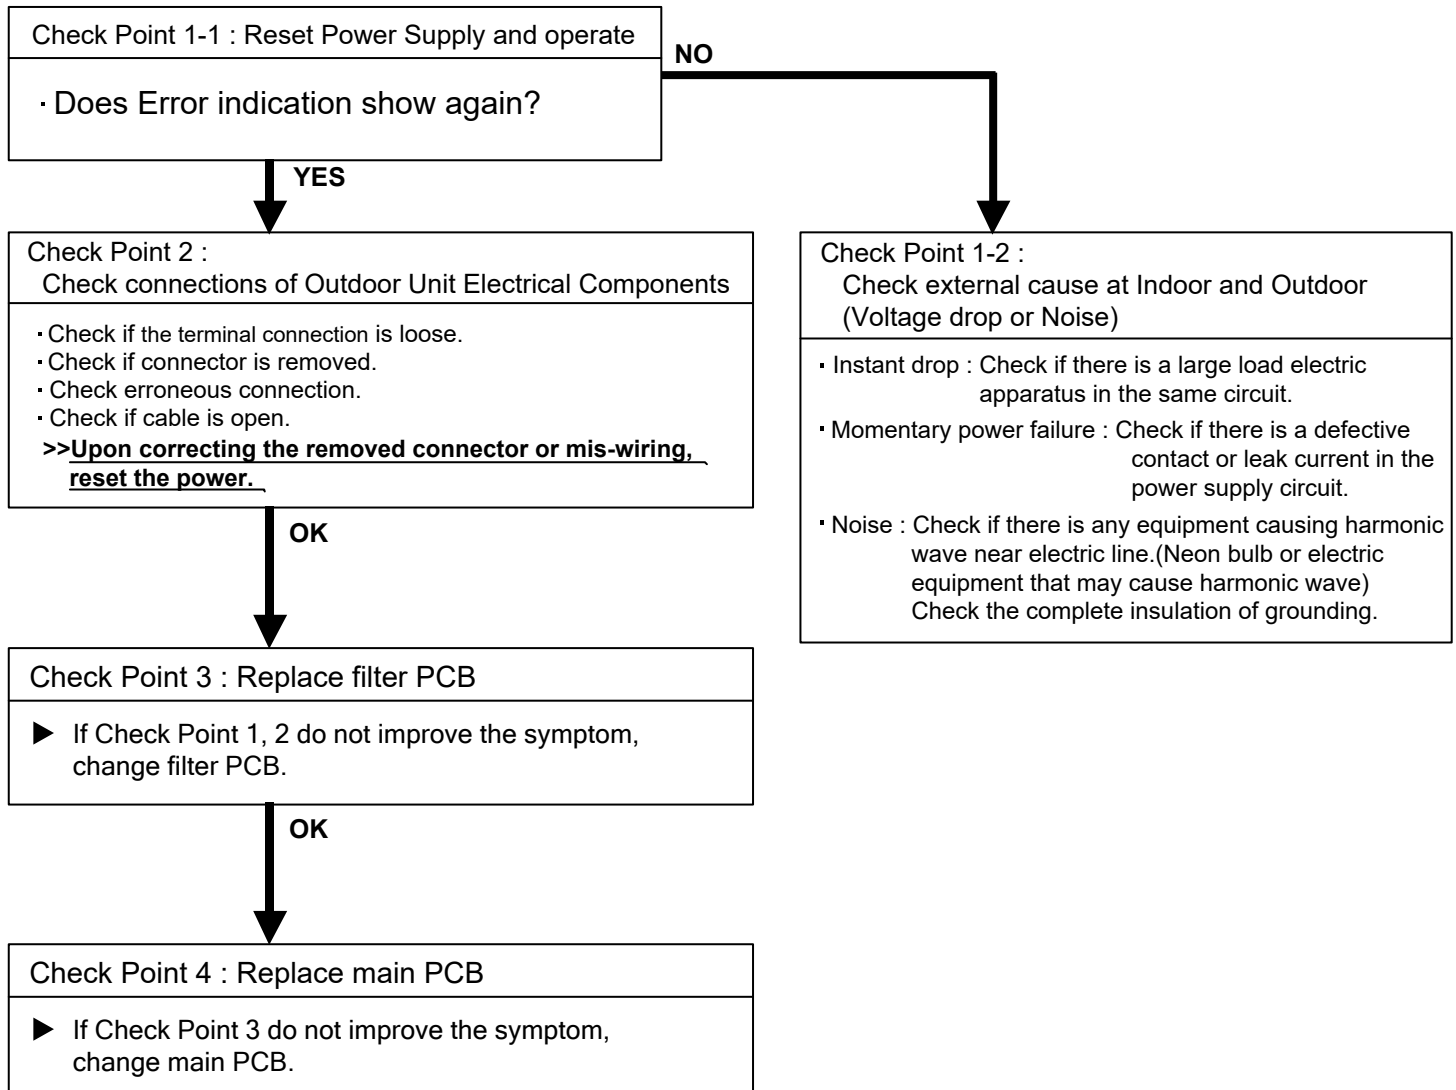 Check Point 1-1 : Reset Power Supply and operate
· Does Error indication show again?
NO
YES
Check Point 2 :
Check connections of Outdoor Unit Electrical Components
· Check if the terminal connection is loose.
· Check if connector is removed.
· Check erroneous connection.
· Check if cable is open.
>>Upon correcting the removed connector or mis-wiring,
reset the power.
OK
Check Point 1-2 :
Check external cause at Indoor and Outdoor
(Voltage drop or Noise)
· Instant drop : Check if there is a large load electric
apparatus in the same circuit.
· Momentary power failure : Check if there is a defective
contact or leak current in the
power supply circuit.
· Noise : Check if there is any equipment causing harmonic
wave near electric line.(Neon bulb or electric
equipment that may cause harmonic wave)
Check the complete insulation of grounding.
Check Point 3 : Replace filter PCB
▶ If Check Point 1, 2 do not improve the symptom,
change filter PCB.
OK
Check Point 4 : Replace main PCB
▶ If Check Point 3 do not improve the symptom,
change main PCB.